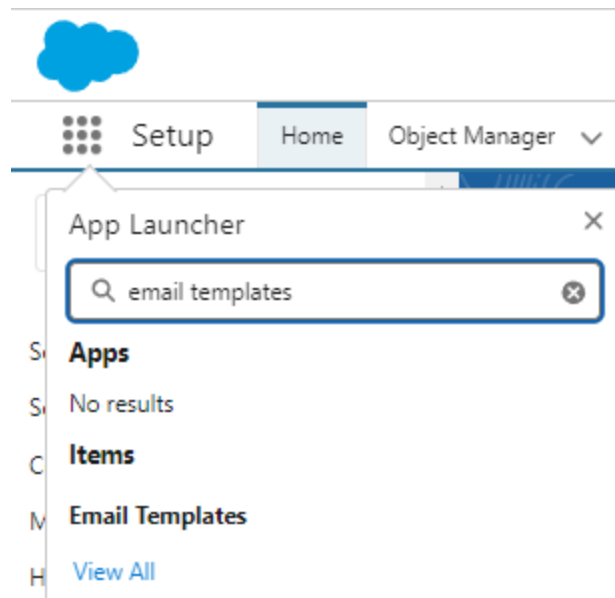 Setup Home Object Manager
App Launcher
email templates
Apps
No results
Items
Email Templates
View All